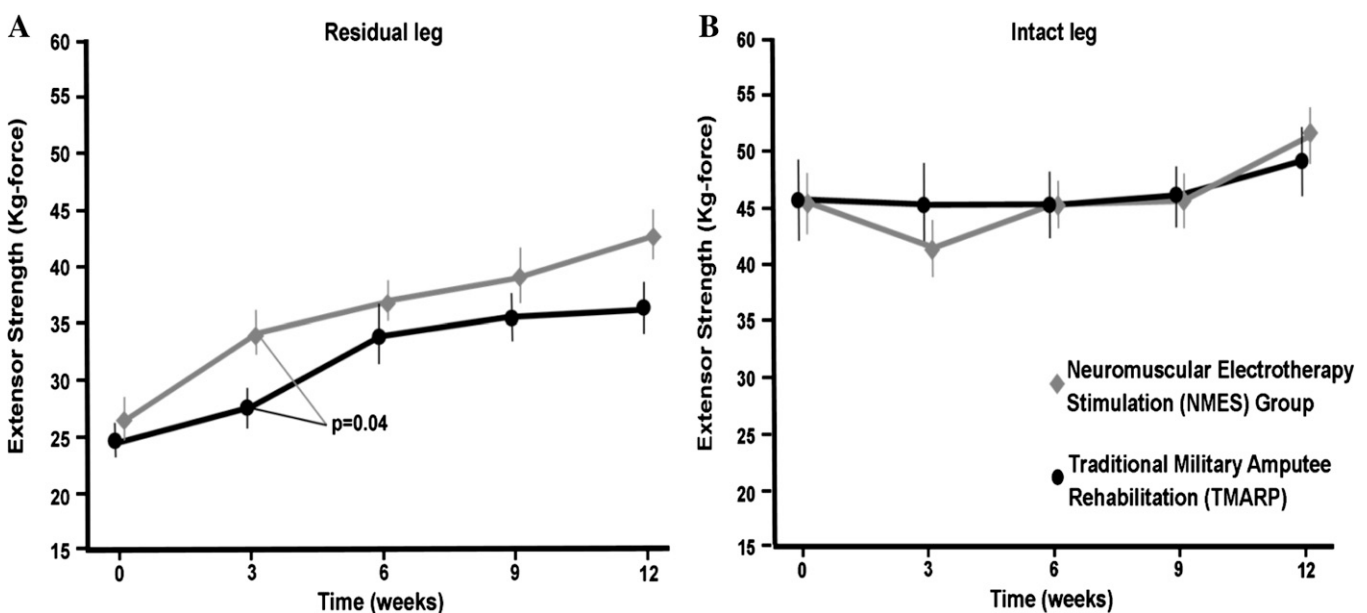 A
Residual leg
60
55
50
45
40
35
30
25
20
15
Extensor Strength (Kg-force)
p=0.04
0 3 6 9 12
Time (weeks)
B
Intact leg
60
55
50
45
40
35
30
25
20
15
Extensor Strength (Kg-force)
Neuromuscular Electrotherapy
Stimulation (NMES) Group
Traditional Military Amputee
Rehabilitation (TMARP)
0 3 6 9 12
Time (weeks)